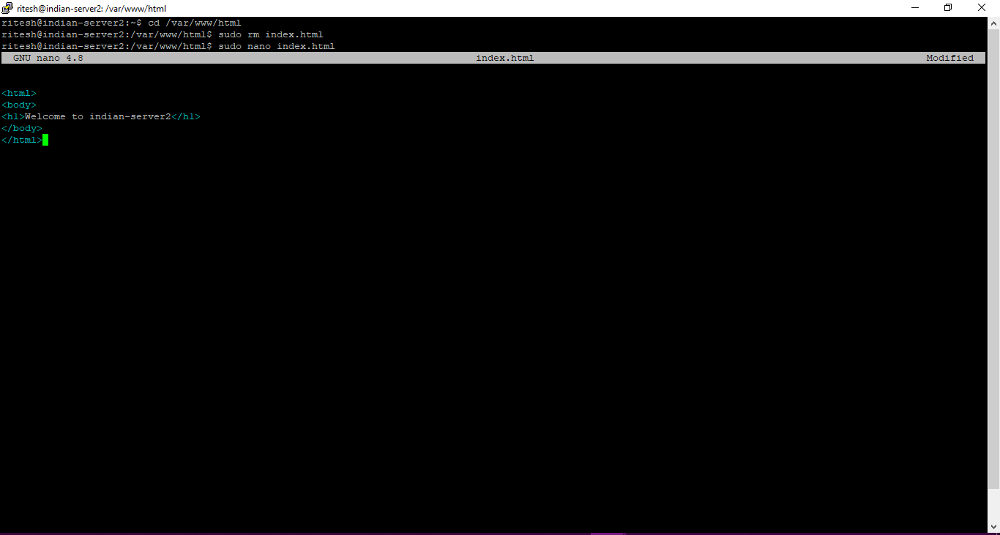 ritesh@indian-server2: /var/www/html
ritesh@indian-server2:~$ cd /var/www/html
ritesh@indian-server2:/var/www/html$ sudo rm index.html
ritesh@indian-server2:/var/www/html$ sudo nano index.html
GNU nano 4.8 index.html Modified
<html>
<body>
<h1>Welcome to indian-server2</h1>
</body>
</html>